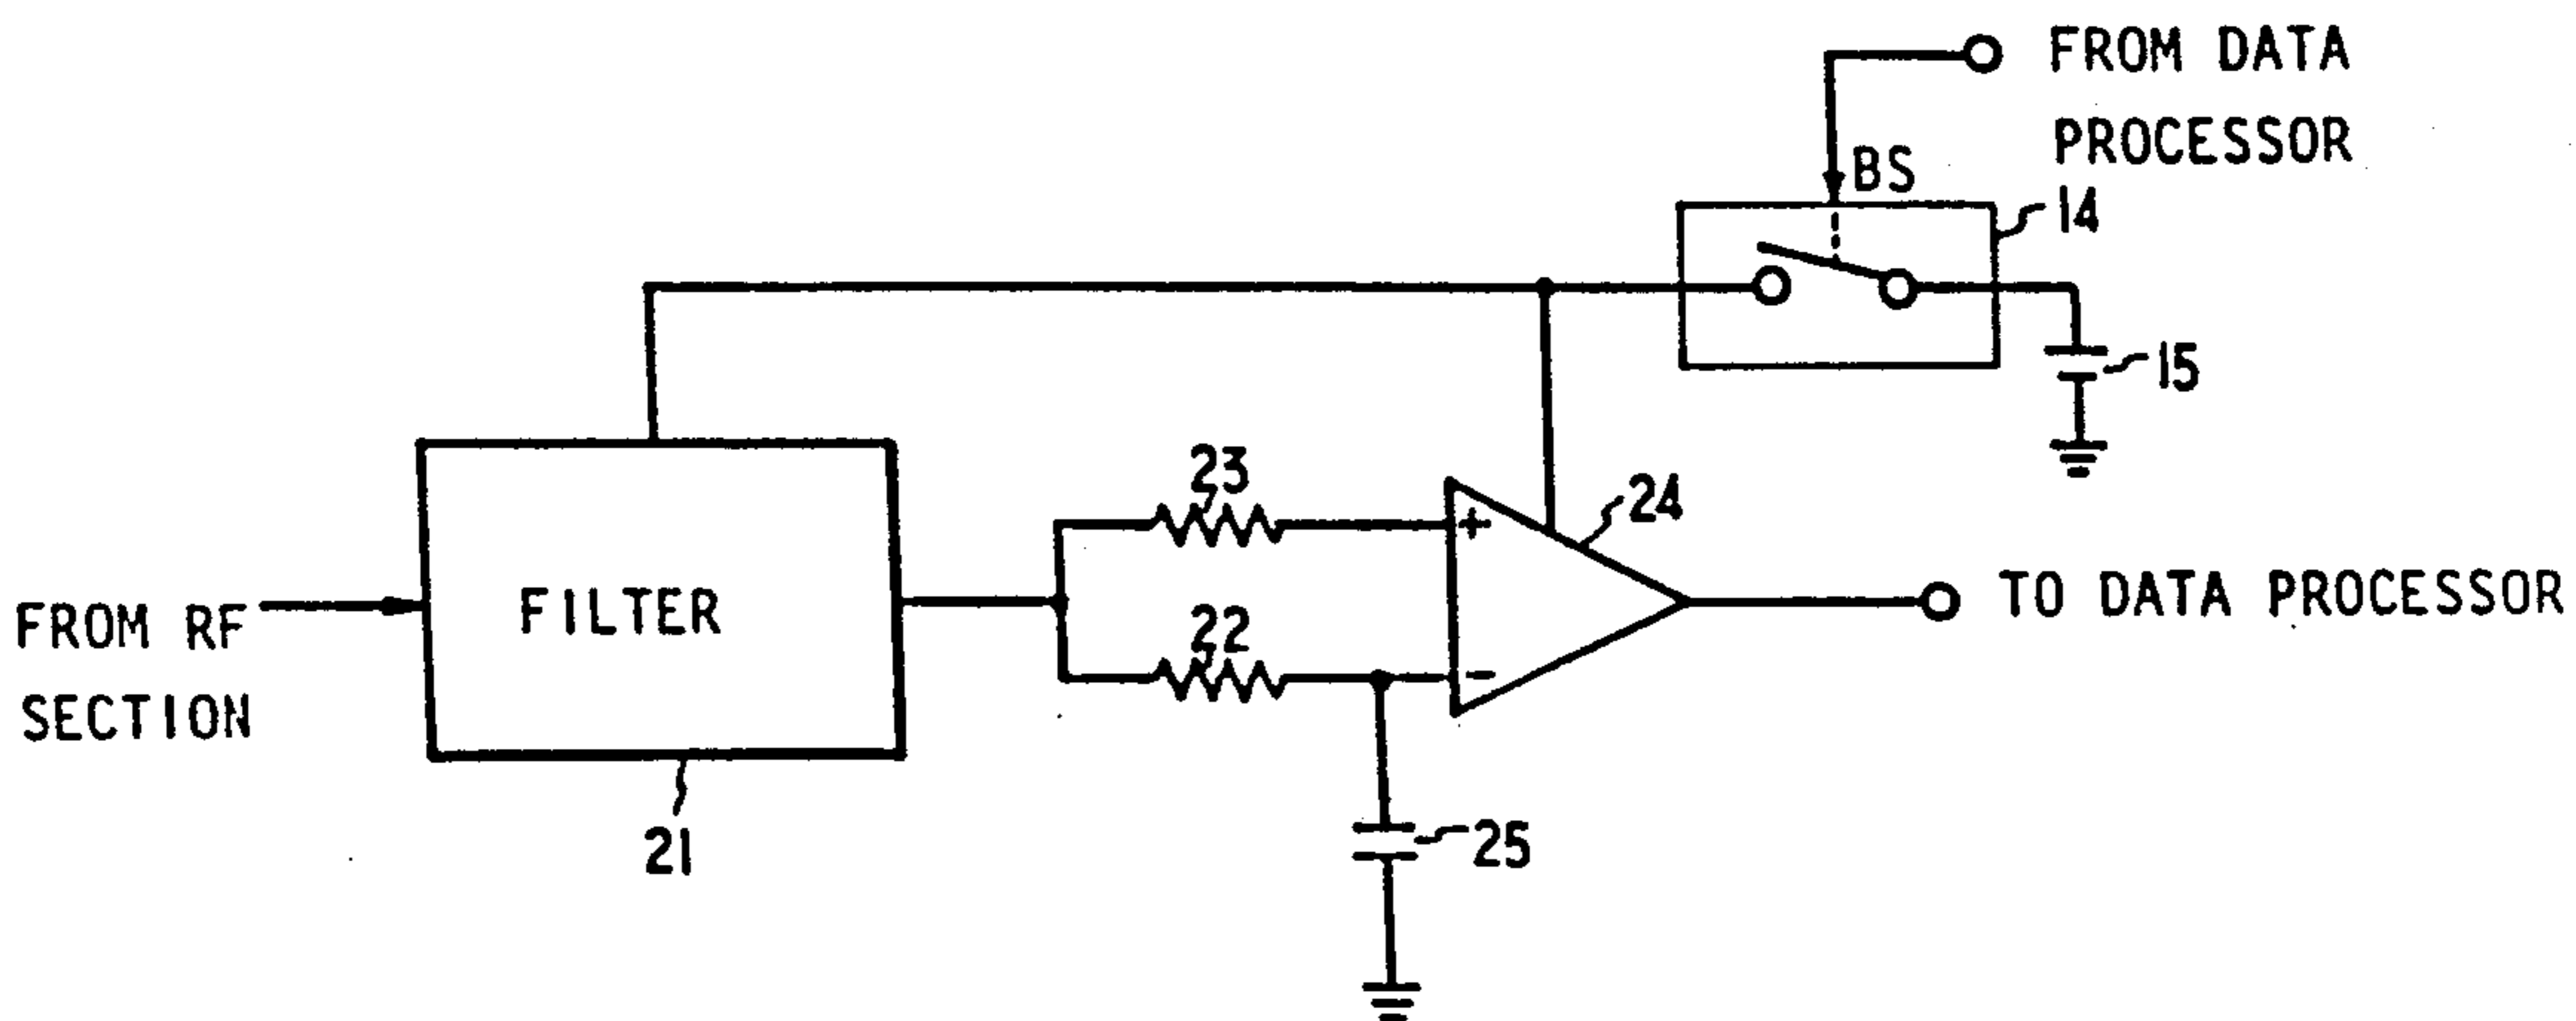 FROM DATA
PROCESSOR
BS
14
15
23
24
+
FROM RF
SECTION
FILTER
22
TO DATA PROCESSOR
-
21
25